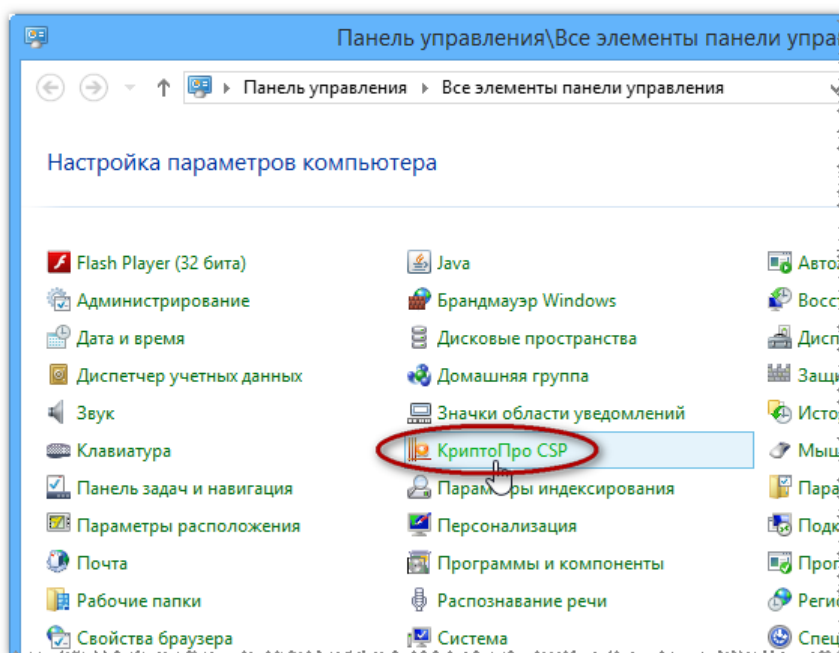 Панель управления\Все элементы панели упра
Панель управления ▸ Все элементы панели управления
Настройка параметров компьютера
Flash Player (32 бита)
Java
Администрирование
Брандмауэр Windows
Дата и время
Дисковые пространства
Диспетчер учетных данных
Домашняя группа
Звук
Значки области уведомлений
Клавиатура
КриптоПро CSP
Панель задач и навигация
индексирования
Параметры расположения
Персонализация
Почта
Программы и компоненты
Рабочие папки
Распознавание речи
Свойства браузера
Система